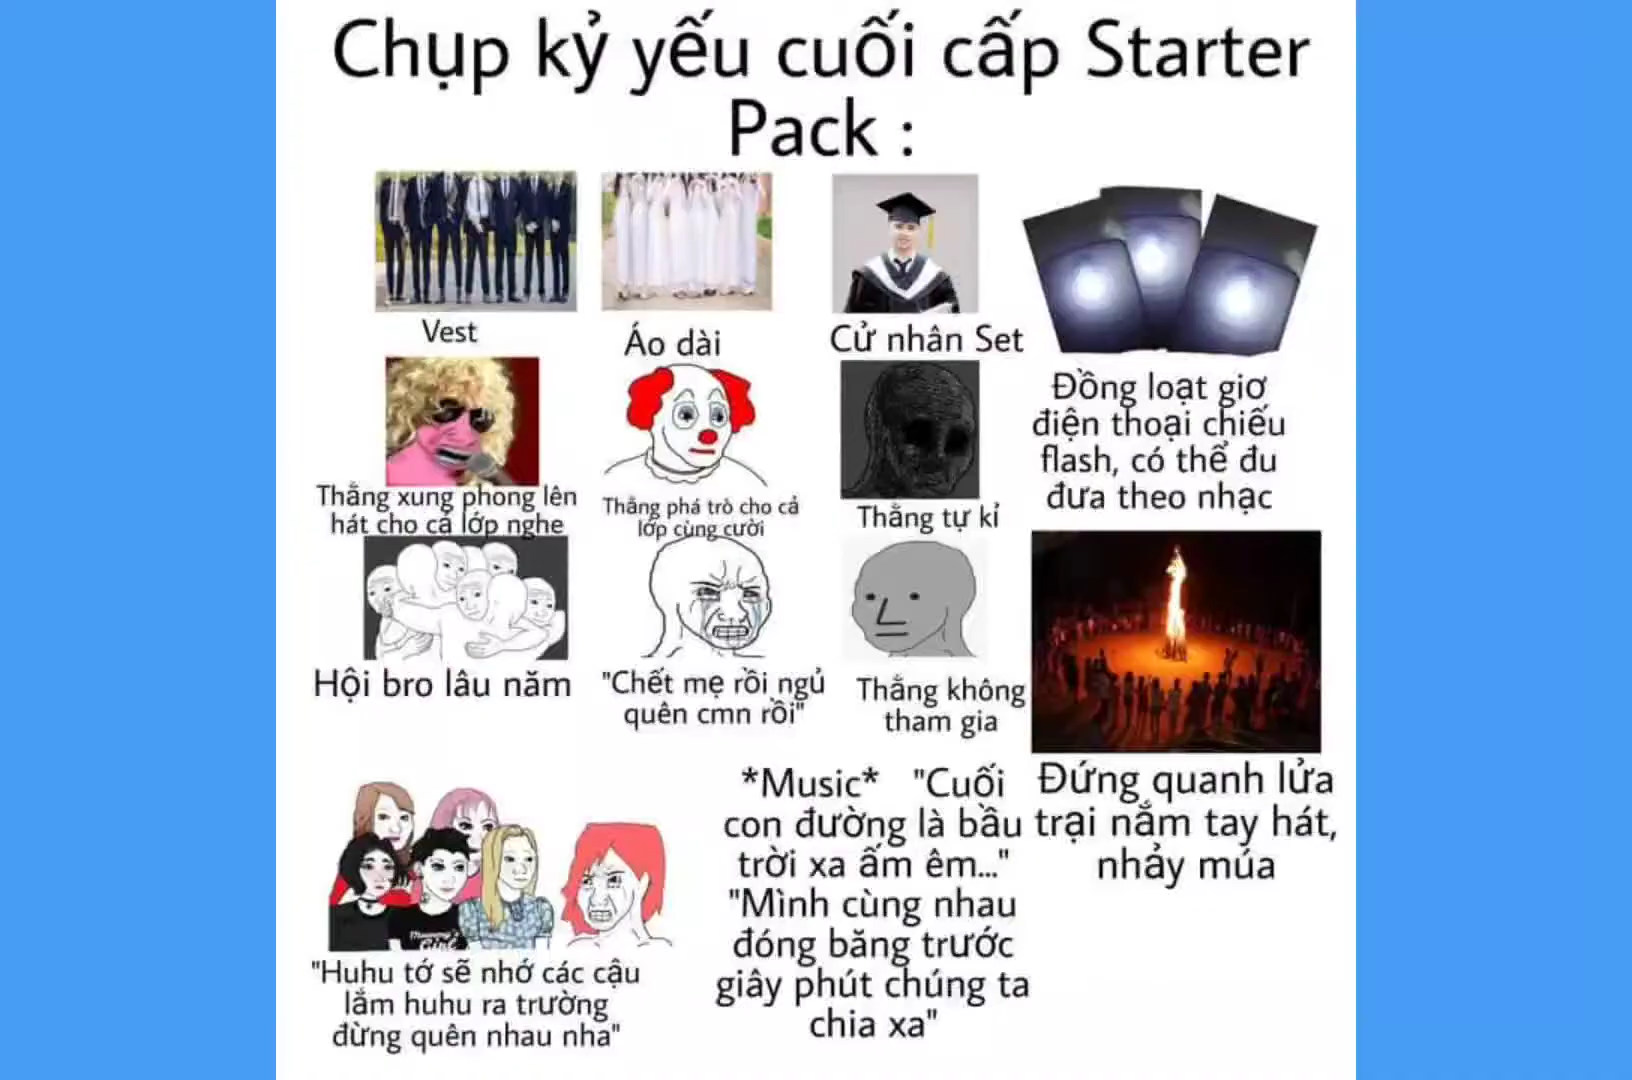 Chụp kỷ yếu cuối cấp Starter
Pack :
Vest
Áo dài
Cử nhân Set
Đồng loạt giơ
điện thoại chiếu
flash, có thể đu
đưa theo nhạc
Thằng xung phong lên
hát cho cả lớp nghe
Thằng phá trò cho cả
lớp cùng cười
Thằng tự kỉ
Hội bro lâu năm
"Chết mẹ rồi ngủ
quên cmn rồi"
Thằng không
tham gia
Đứng quanh lửa
trại nắm tay hát,
nhảy múa
"Huhu tớ sẽ nhớ các cậu
lắm huhu ra trường
đừng quên nhau nha"
*Music* "Cuối
con đường là bầu
trời xa ấm êm..."
"Mình cùng nhau
đóng băng trước
giây phút chúng ta
chia xa"